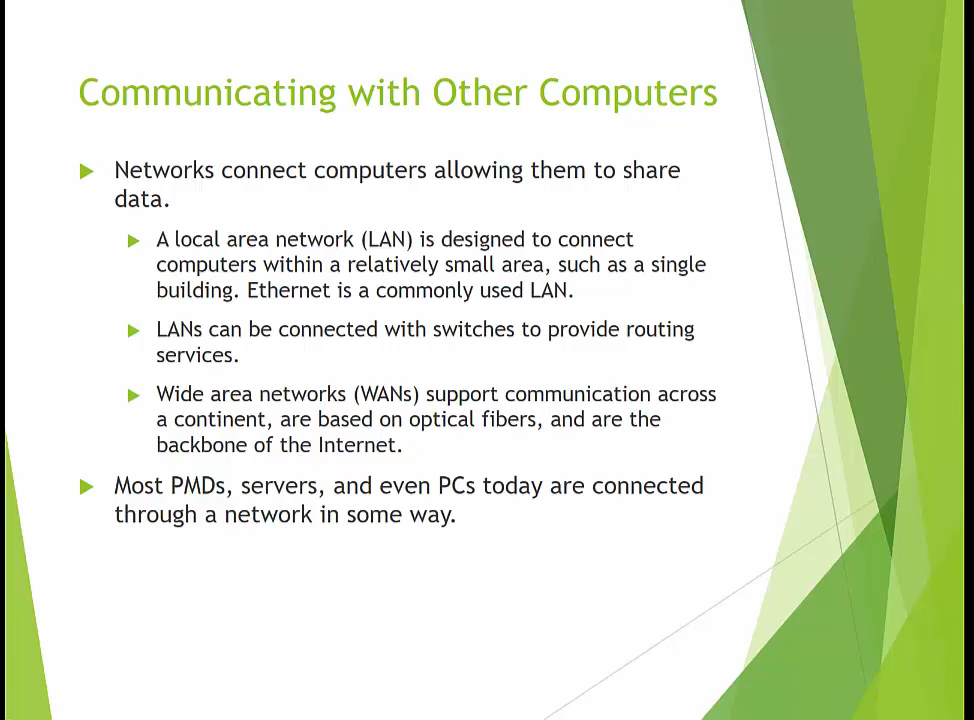 Communicating with Other Computers
Networks connect computers allowing them to share
data.
A local area network (LAN) is designed to connect
computers within a relatively small area, such as a single
building. Ethernet is a commonly used LAN.
LANs can be connected with switches to provide routing
services.
Wide area networks (WANs) support communication across
a continent, are based on optical fibers, and are the
backbone of the Internet.
Most PMDs, servers, and even PCs today are connected
through a network in some way.